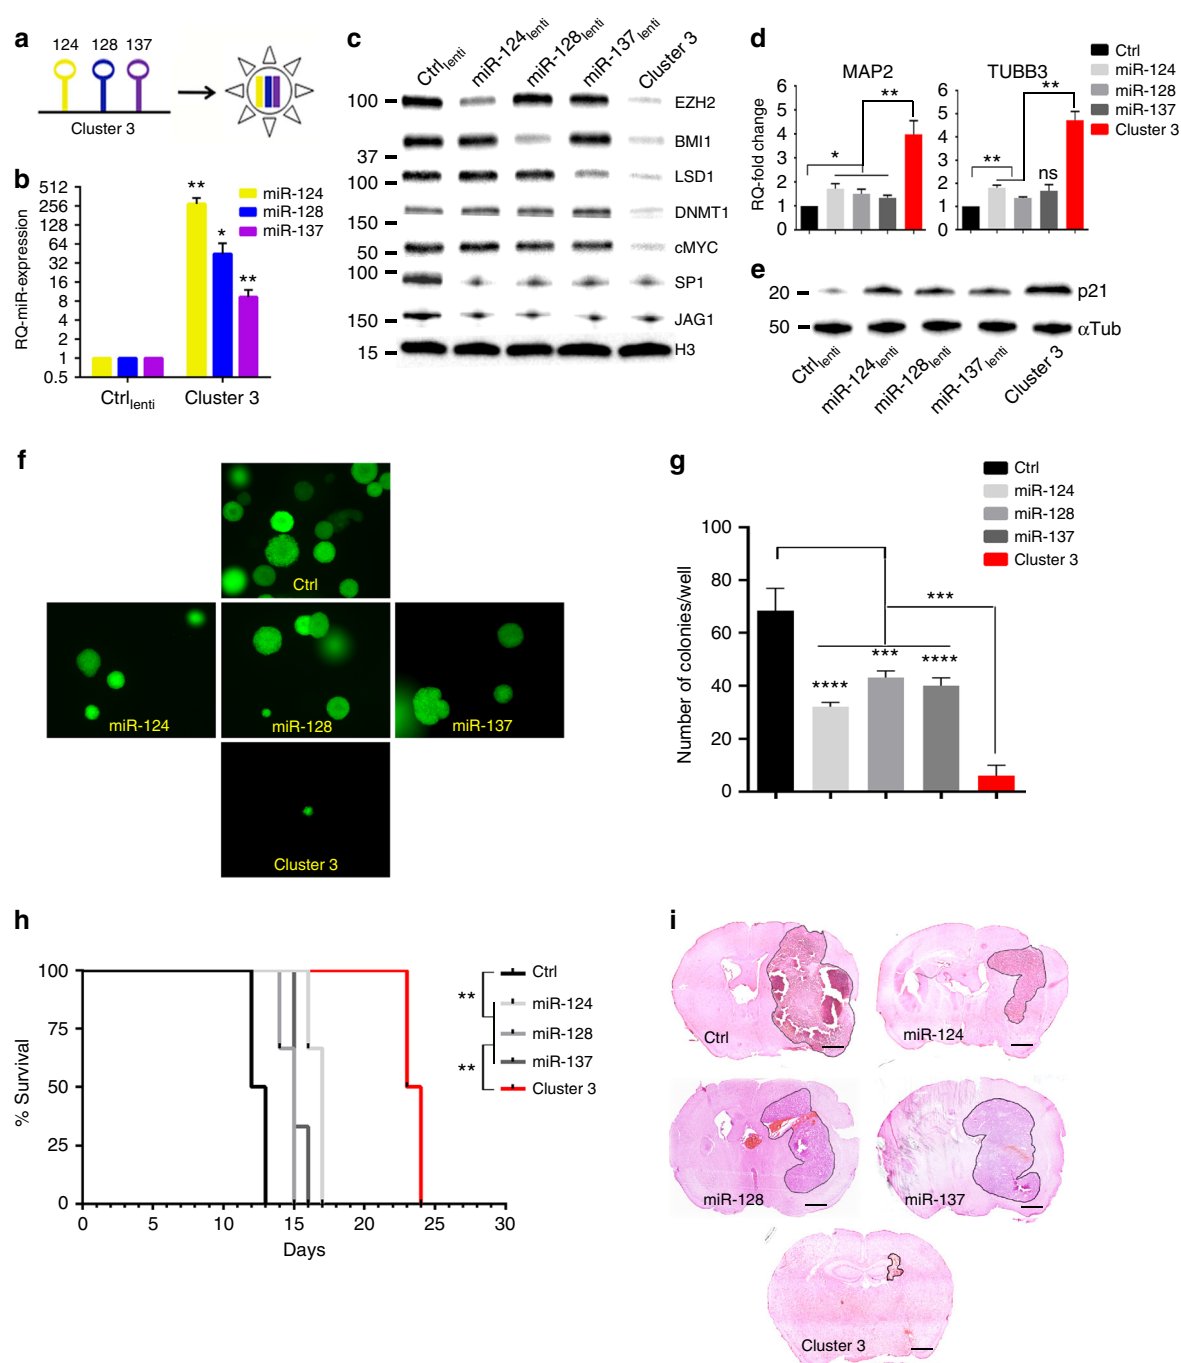 a
124 128 137
Cluster 3
b
RQ-miR-expression
512
256
128
64
32
16
8
4
2
1
0.5
** * **
miR-124
miR-128
miR-137
Ctrllenti Cluster 3
c
Ctrllenti miR-124lenti miR-128lenti miR-137lenti Cluster 3
100 EZH2
BMI1
37
LSD1
100
DNMT1
150
cMYC
50
100
SP1
JAG1
150
H3
15
d
Ctrl
miR-124
miR-128
miR-137
Cluster 3
RQ-fold change
MAP2
6
5
4
3
2
1
0
* **
TUBB3
6
5
4
3
2
1
0
** ns **
e
20 p21
50 αTub
Ctrllenti miR-124lenti miR-128lenti miR-137lenti Cluster 3
f
Ctrl
miR-124 miR-128 miR-137
Cluster 3
g
Ctrl
miR-124
miR-128
miR-137
Cluster 3
Number of colonies/well
100
80
60
40
20
0
***
**** *** ****
h
% Survival
100
75
50
25
0
0 5 10 15 20 25 30
Days
Ctrl
miR-124
miR-128
miR-137
Cluster 3
**
**
i
Ctrl miR-124
miR-128 miR-137
Cluster 3